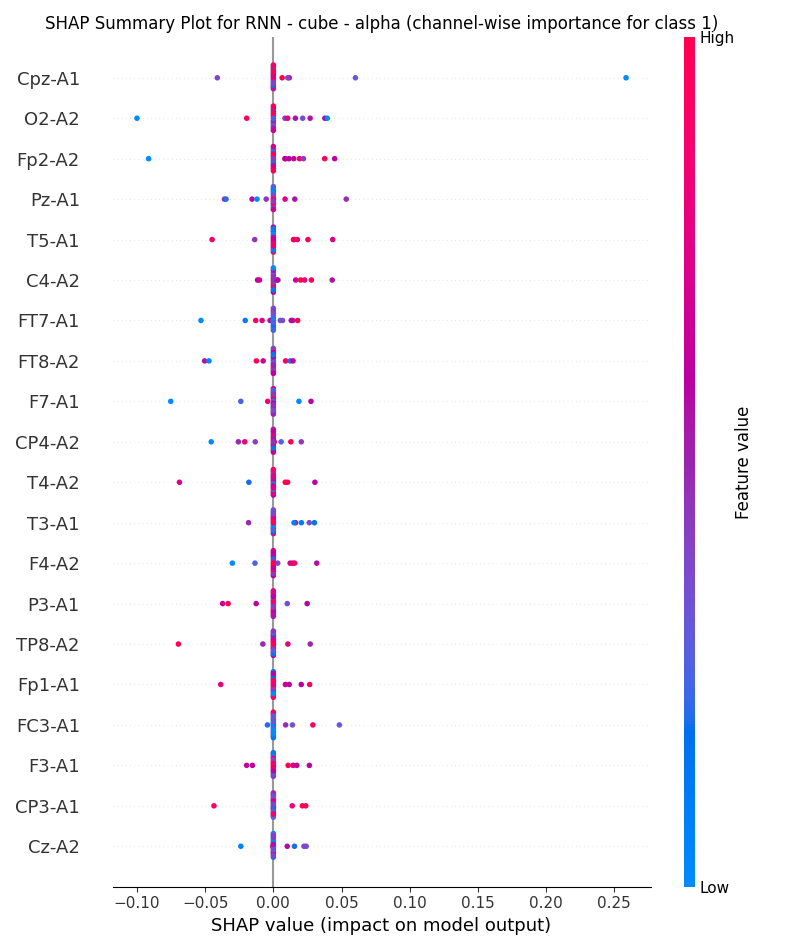 SHAP Summary Plot for RNN - cube - alpha (channel-wise importance for class 1)
High
Cpz-A1
O2-A2
Fp2-A2
Pz-A1
T5-A1
C4-A2
FT7-A1
FT8-A2
F7-A1
CP4-A2
T4-A2
T3-A1
F4-A2
P3-A1
TP8-A2
Fp1-A1
FC3-A1
F3-A1
CP3-A1
Cz-A2
Feature value
Low
−0.10 −0.05 0.00 0.05 0.10 0.15 0.20 0.25
SHAP value (impact on model output)